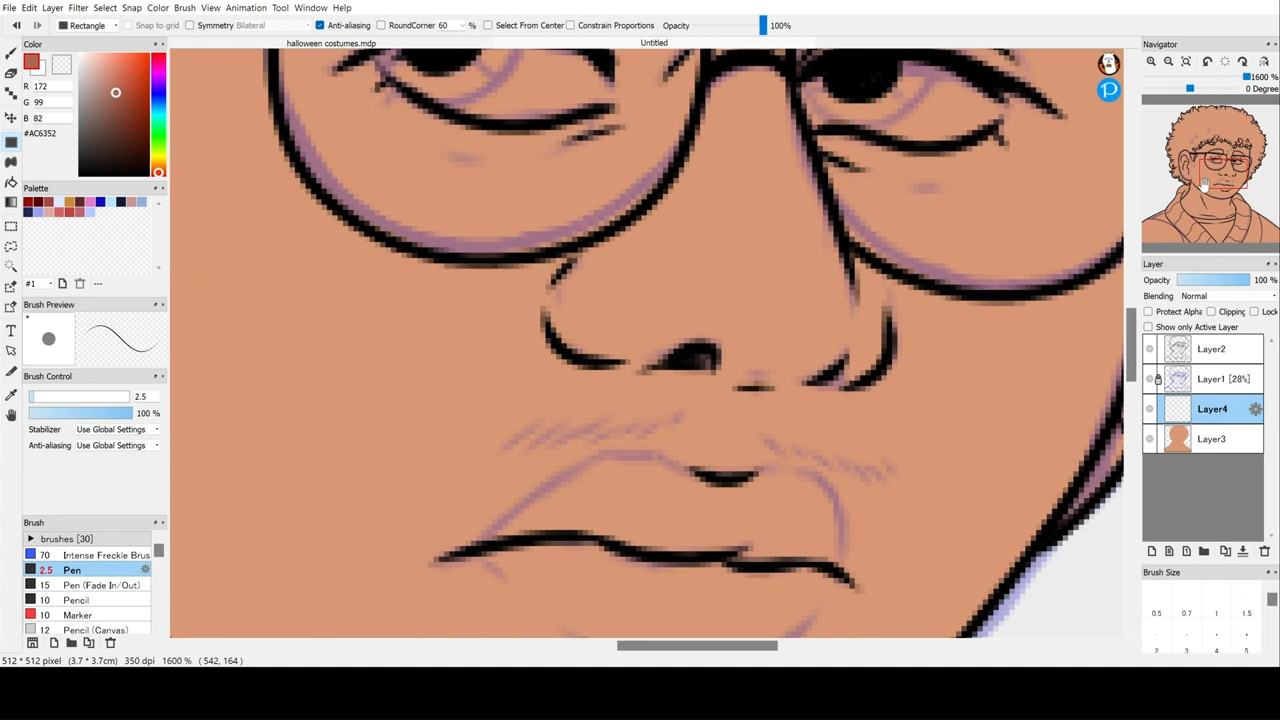 File Edit Layer Filter Select Snap Color Brush View Animation Tool Window Help
Rectangle Snap to grid Symmetry Bilateral Anti-aliasing RoundCorner 60 Select From Center Constrain Proportions Opacity 100%
halloween costumes.mdp Untitled
Color
R 172
G 99
B 82
#AC6352
Palette
#1 ---
Brush Preview
Brush Control
2.5
100 %
Stabilizer Use Global Settings
Anti-aliasing Use Global Settings
Brush
brushes [30]
70 Intense Freckle Brus
2.5 Pen
15 Pen (Fade In/Out)
10 Pencil
10 Marker
12 Pencil (Canvas)
512 * 512 pixel (3.7 * 3.7cm) 350 dpi 1600 % ( 542, 164 )
Navigator
1600 %
0 Degree
Layer
Opacity 100 %
Blending Normal
Protect Alpha Clipping Lock
Show only Active Layer
Layer2
Layer1 [28%]
Layer4
Layer3
Brush Size
0.5 0.7 1 1.5
2 3 4 5